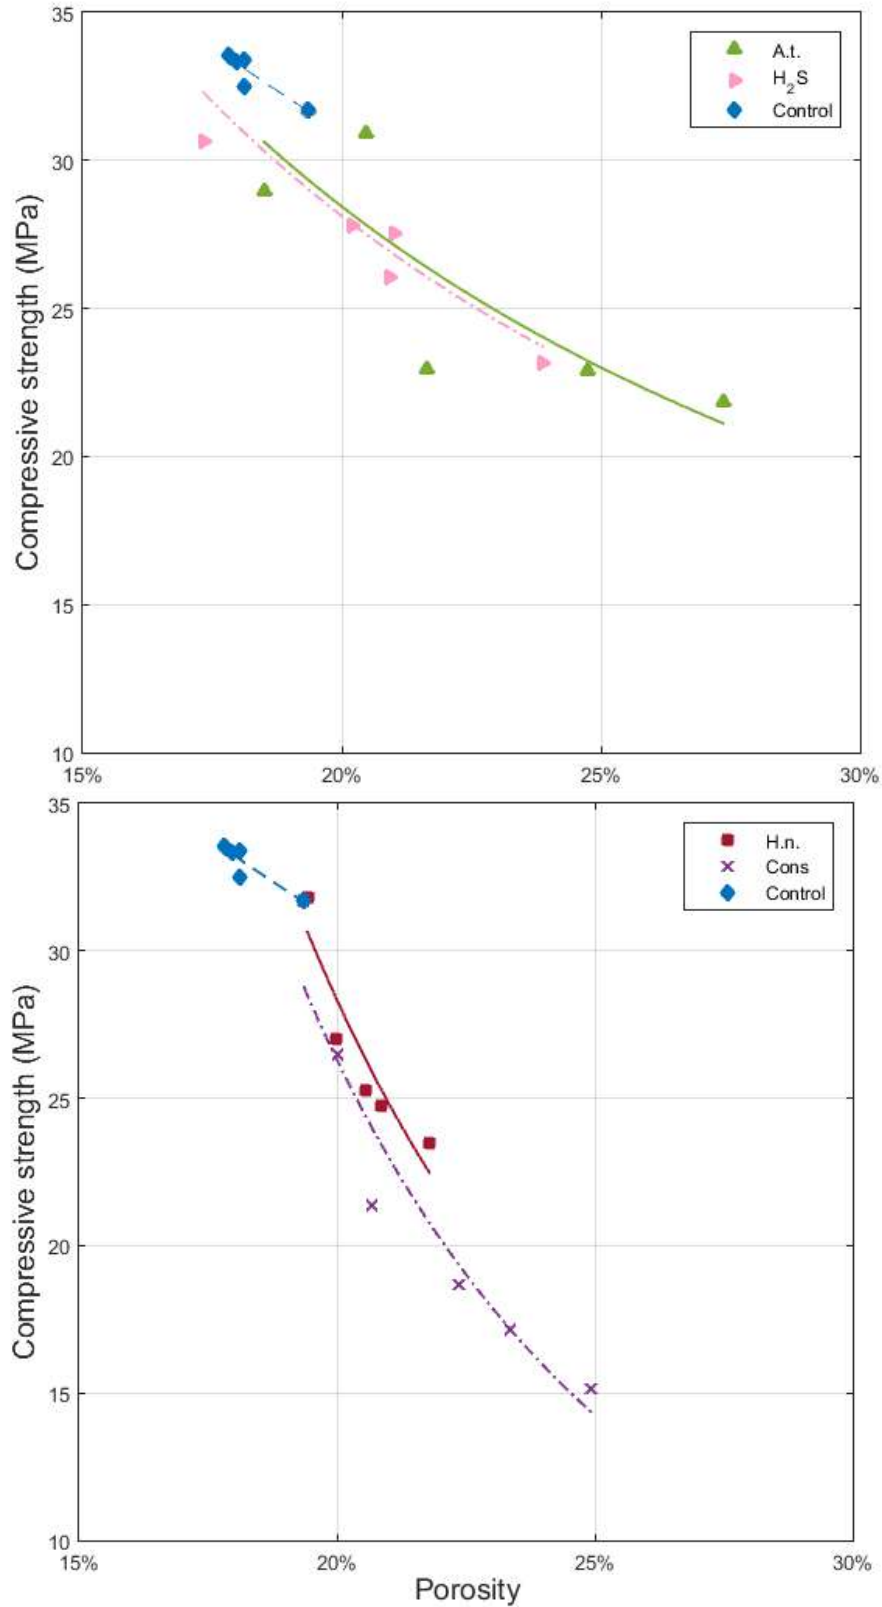 35
30
25
20
15
10
Compressive strength (MPa)
A.t.
H₂S
Control
15%
20%
25%
30%
35
30
25
20
15
10
Compressive strength (MPa)
H.n.
Cons
Control
15%
20%
25%
30%
Porosity